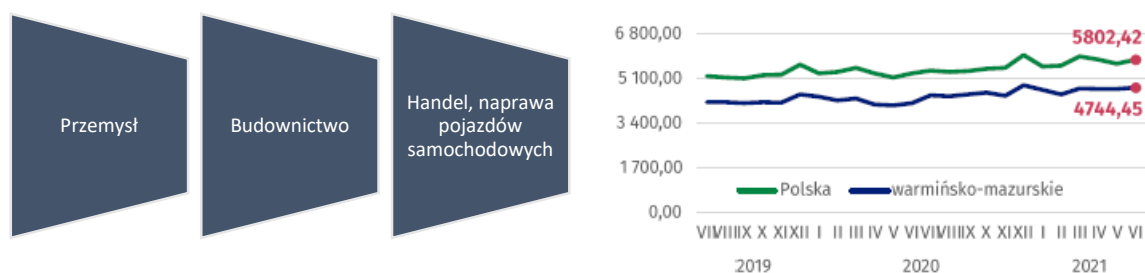 Przemysł
Budownictwo
Handel, naprawa
pojazdów
samochodowych
6 800,00
5 100,00
3 400,00
1 700,00
0,00
5802,42
4744,45
Polska
warmińsko-mazurskie
VII VIII IX X XI XII I II III IV V VI VII VIII IX X XI XII I II III IV V VI
2019 2020 2021